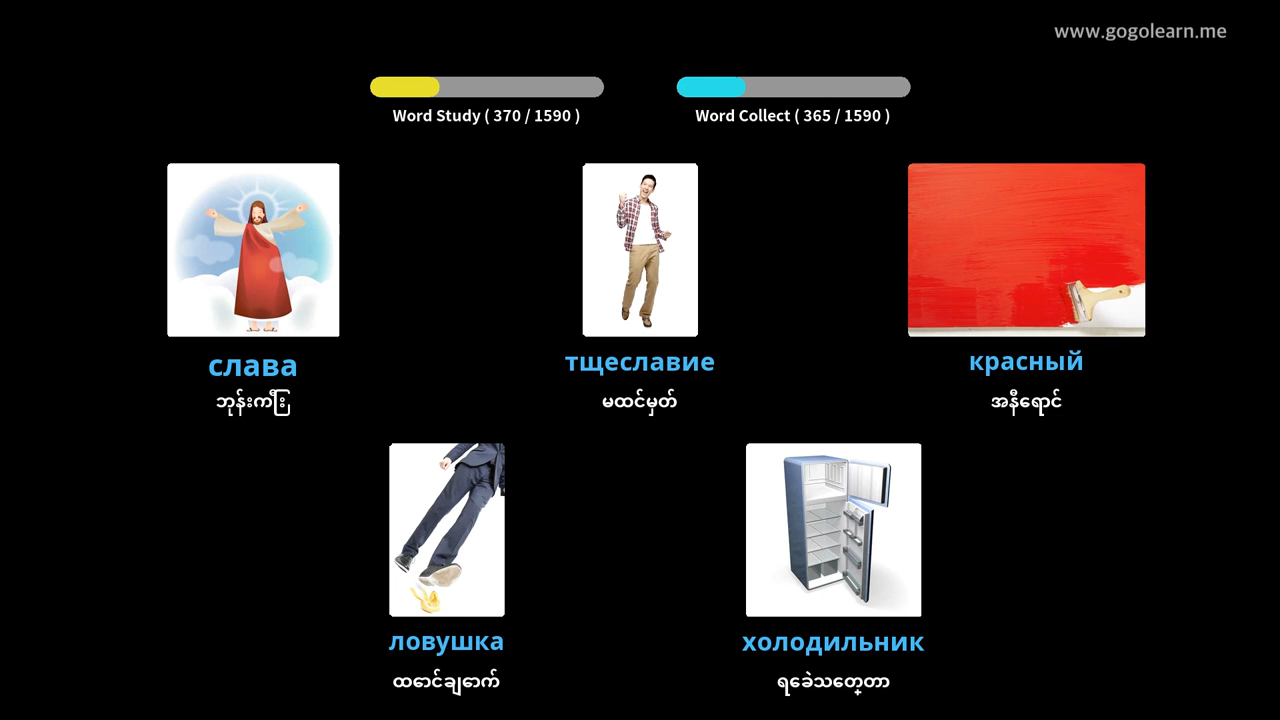 www.gogolearn.me
Word Study ( 370 / 1590 )
Word Collect ( 365 / 1590 )
слава
ဘုန်းကြီး
тщеславие
မထင်မှတ်
красный
အနီရောင်
ловушка
ထောင်ချောက်
холодильник
ရခေဲသတေ္တာ